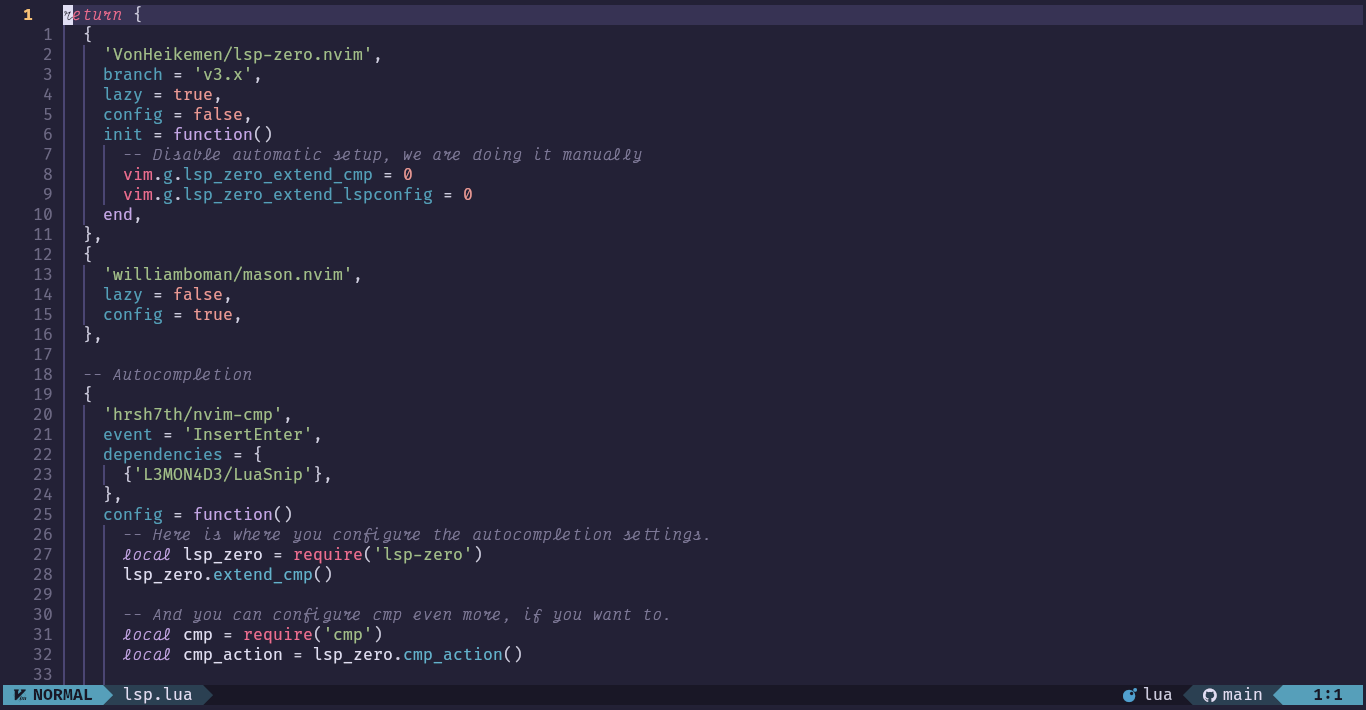 1 return {
1 {
2 'VonHeikemen/lsp-zero.nvim',
3 branch = 'v3.x',
4 lazy = true,
5 config = false,
6 init = function()
7 -- Disable automatic setup, we are doing it manually
8 vim.g.lsp_zero_extend_cmp = 0
9 vim.g.lsp_zero_extend_lspconfig = 0
10 end,
11 },
12 {
13 'williamboman/mason.nvim',
14 lazy = false,
15 config = true,
16 },
17
18 -- Autocompletion
19 {
20 'hrsh7th/nvim-cmp',
21 event = 'InsertEnter',
22 dependencies = {
23 {'L3MON4D3/LuaSnip'},
24 },
25 config = function()
26 -- Here is where you configure the autocompletion settings.
27 local lsp_zero = require('lsp-zero')
28 lsp_zero.extend_cmp()
29
30 -- And you can configure cmp even more, if you want to.
31 local cmp = require('cmp')
32 local cmp_action = lsp_zero.cmp_action()
33
NORMAL lsp.lua lua main 1:1